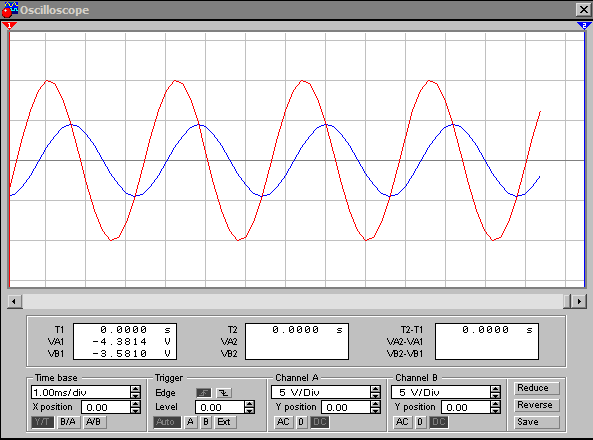 Oscilloscope
1 2
T1 0.0000 s T2 s T2-T1 0.0000 s
VA1 -4.3814 V VA2 VA2-VA1
VB1 -3.5810 V VB2 VB2-VB1
Time base Trigger Channel A Channel B
1.00ms/div Edge 5 V/Div 5 V/Div Reduce
X position 0.00 Level 0.00 Y position 0.00 Y position 0.00 Reverse
Y/T B/A A/B Auto A B Ext AC 0 DC AC 0 DC Save